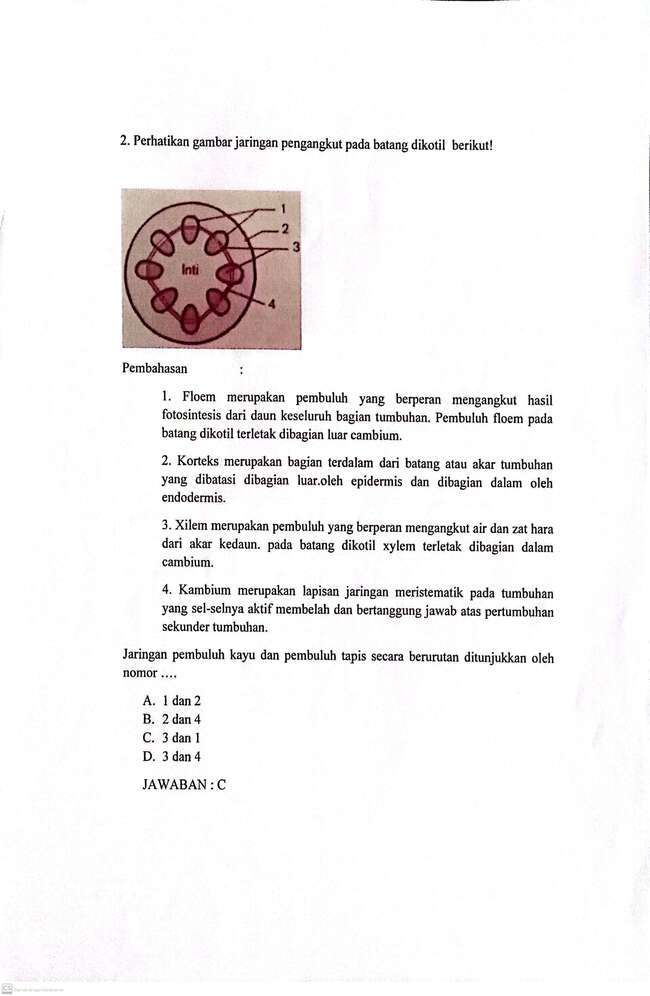 2. Perhatikan gambar jaringan pengangkut pada batang dikotil berikut!
1
2
3
Inti
4
Pembahasan :
1. Floem merupakan pembuluh yang berperan mengangkut hasil
fotosintesis dari daun keseluruh bagian tumbuhan. Pembuluh floem pada
batang dikotil terletak dibagian luar cambium.
2. Korteks merupakan bagian terdalam dari batang atau akar tumbuhan
yang dibatasi dibagian luar.oleh epidermis dan dibagian dalam oleh
endodermis.
3. Xilem merupakan pembuluh yang berperan mengangkut air dan zat hara
dari akar kedaun. pada batang dikotil xylem terletak dibagian dalam
cambium.
4. Kambium merupakan lapisan jaringan meristematik pada tumbuhan
yang sel-selnya aktif membelah dan bertanggung jawab atas pertumbuhan
sekunder tumbuhan.
Jaringan pembuluh kayu dan pembuluh tapis secara berurutan ditunjukkan oleh
nomor ....
A. 1 dan 2
B. 2 dan 4
C. 3 dan 1
D. 3 dan 4
JAWABAN : C
CS